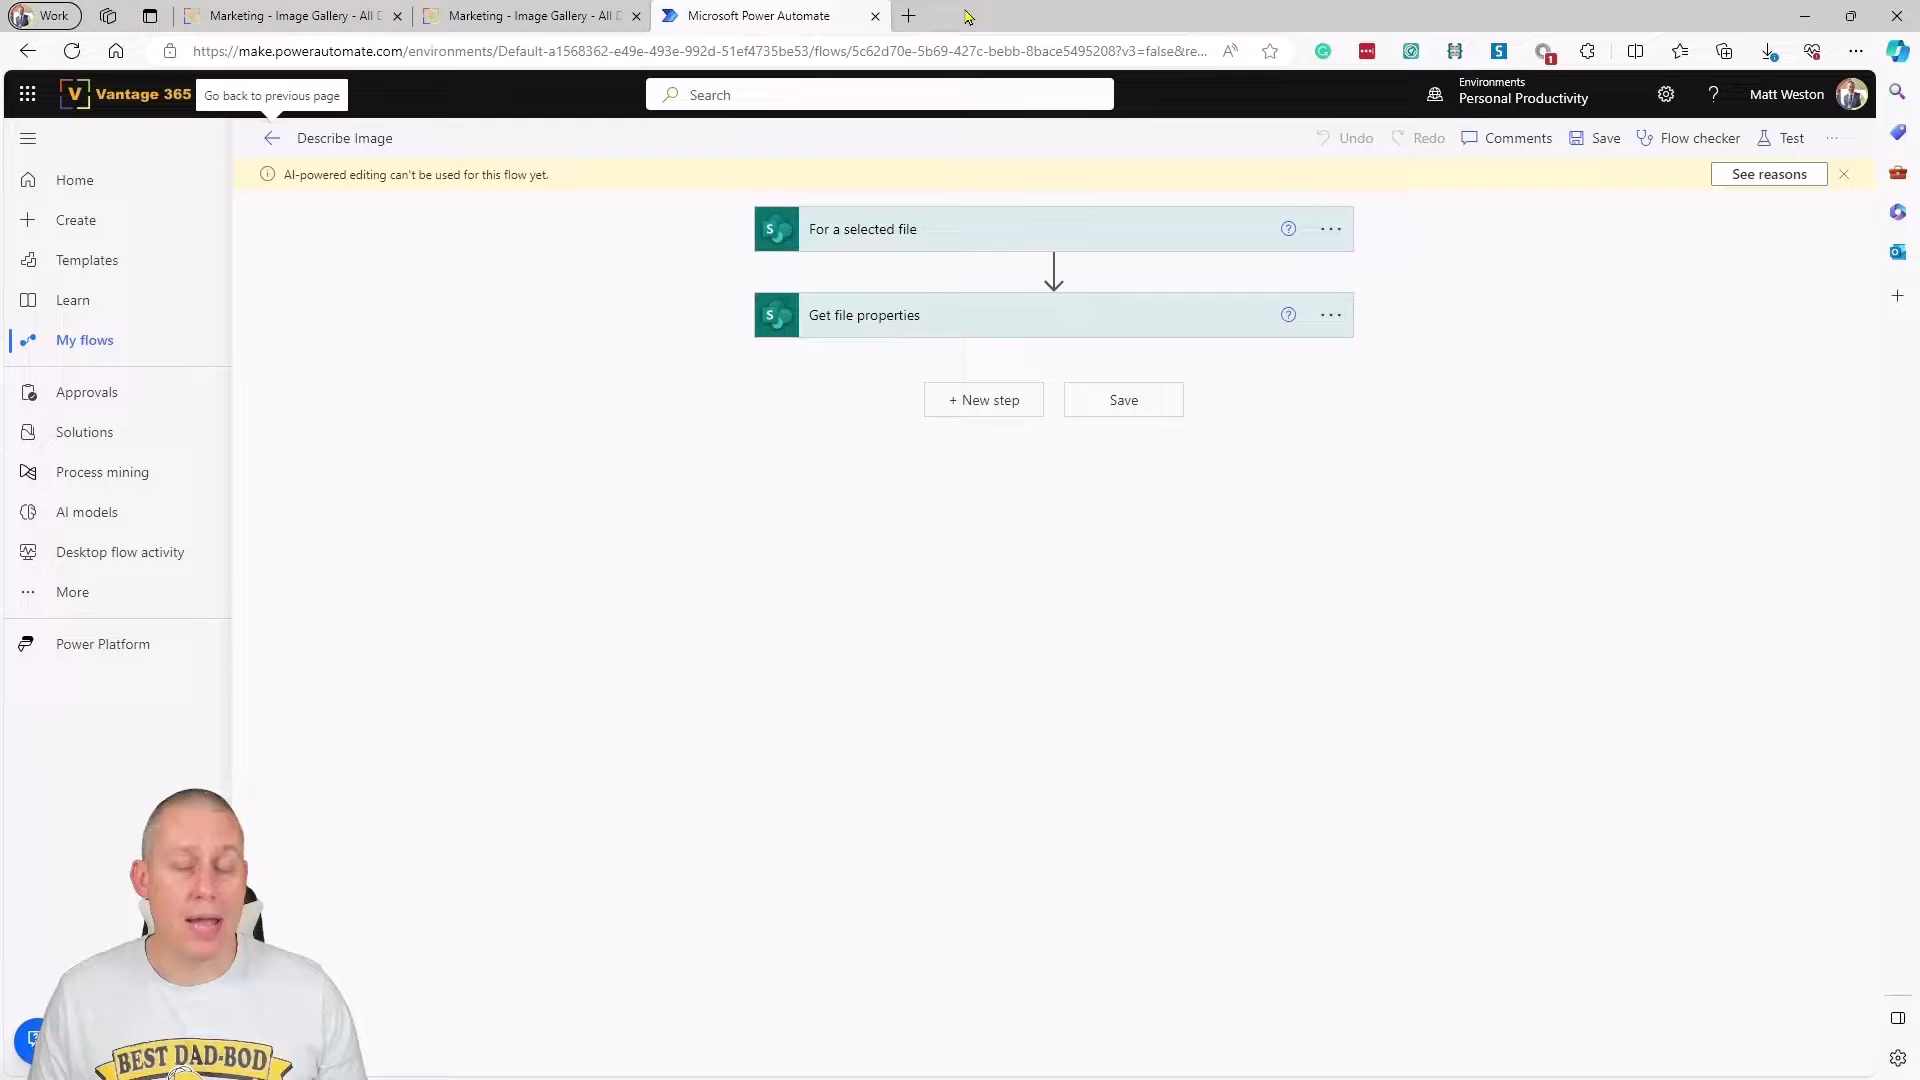 Work
Marketing - Image Gallery - All D
Marketing - Image Gallery - All D
Microsoft Power Automate
https://make.powerautomate.com/environments/Default-a1568362-e49e-493e-992d-51ef4735be53/flows/5c62d70e-5b69-427c-bebb-8bace5495208?v3=false&re...
Vantage 365
Go back to previous page
Search
Environments
Personal Productivity
Matt Weston
Describe Image
Undo
Redo
Comments
Save
Flow checker
Test
AI-powered editing can't be used for this flow yet.
See reasons
Home
Create
Templates
Learn
My flows
Approvals
Solutions
Process mining
AI models
Desktop flow activity
More
Power Platform
For a selected file
Get file properties
+ New step
Save
BEST DAD-BOD